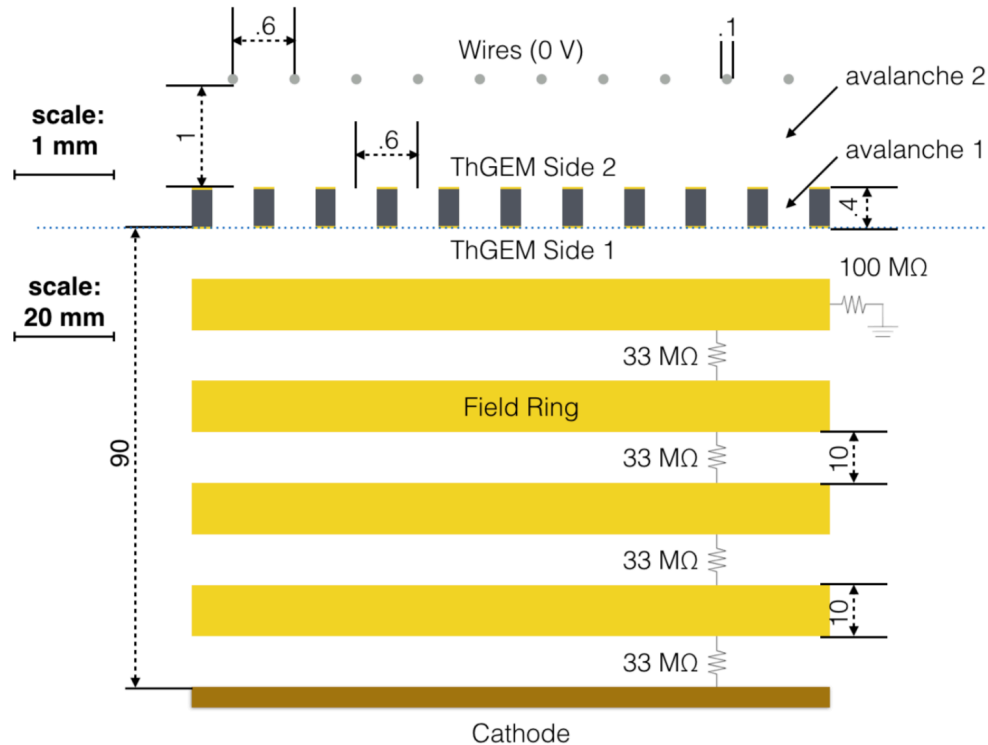 .6
.1
Wires (0 V)
avalanche 2
scale:
1 mm
1
.6
avalanche 1
ThGEM Side 2
.4
ThGEM Side 1
100 MΩ
scale:
20 mm
33 MΩ
Field Ring
90
33 MΩ
10
33 MΩ
10
33 MΩ
Cathode